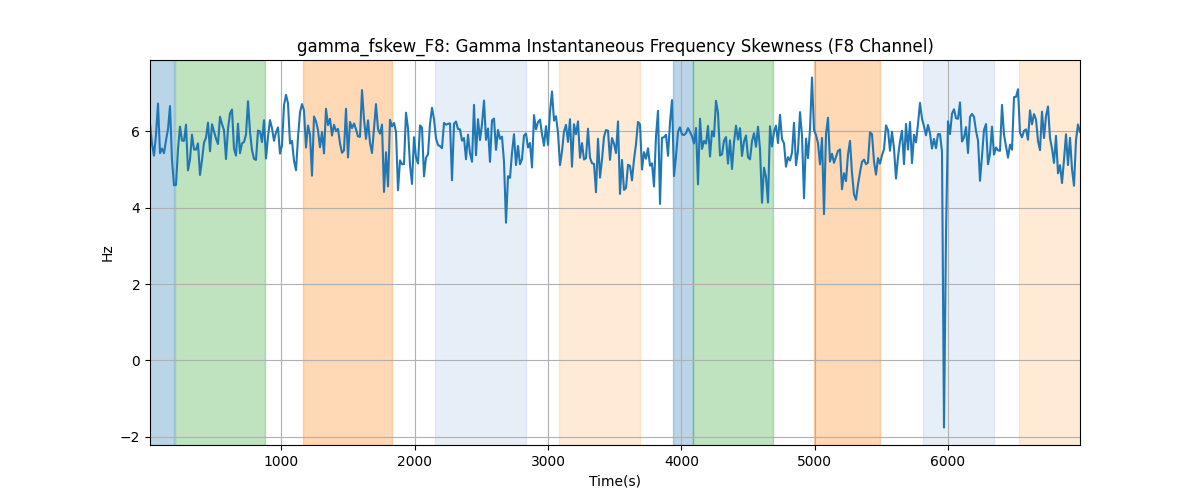 gamma_fskew_F8: Gamma Instantaneous Frequency Skewness (F8 Channel)
6
4
2
0
−2
Hz
1000 2000 3000 4000 5000 6000
Time(s)